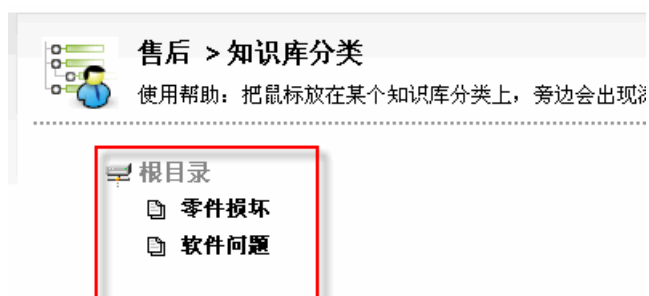 售后 >知识库分类
使用帮助：把鼠标放在某个知识库分类上，旁边会出现
根目录
零件损坏
软件问题